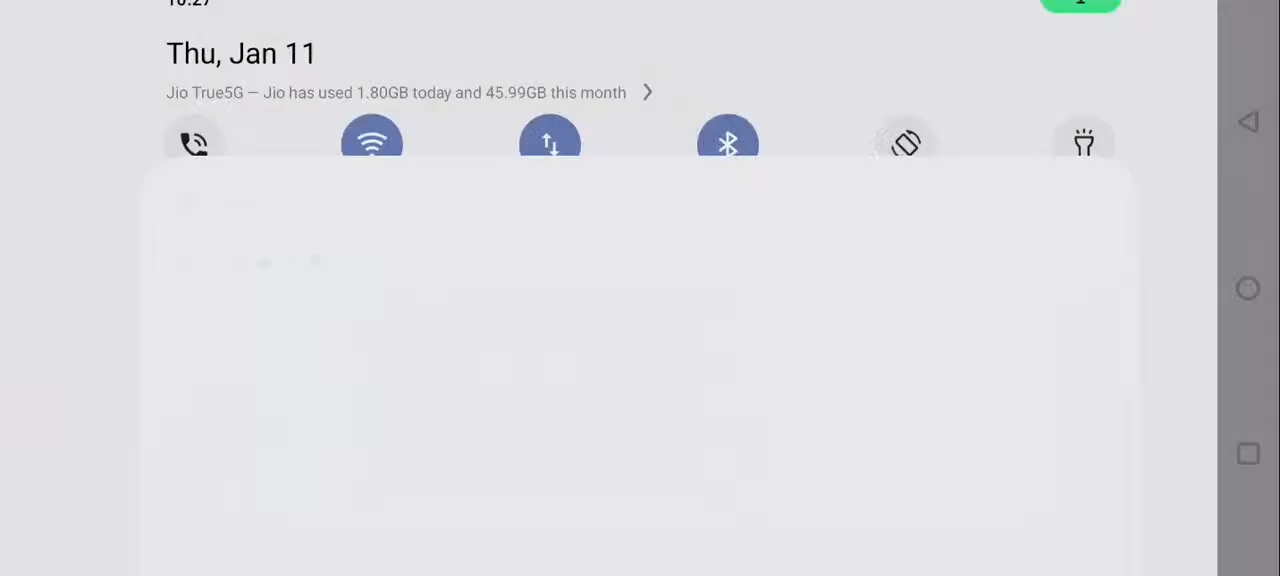 Thu, Jan 11
Jio True5G — Jio has used 1.80GB today and 45.99GB this month